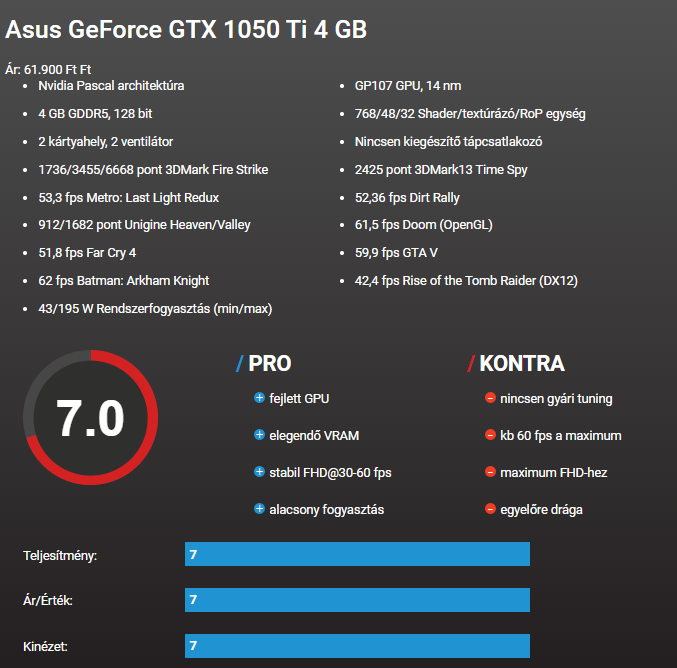 Asus GeForce GTX 1050 Ti 4 GB
Ár: 61.900 Ft Ft
Nvidia Pascal architektúra
4 GB GDDR5, 128 bit
2 kártyahely, 2 ventilátor
1736/3455/6668 pont 3DMark Fire Strike
53,3 fps Metro: Last Light Redux
912/1682 pont Unigine Heaven/Valley
51,8 fps Far Cry 4
62 fps Batman: Arkham Knight
43/195 W Rendszerfogyasztás (min/max)
GP107 GPU, 14 nm
768/48/32 Shader/textúrázó/RoP egység
Nincsen kiegészítő tápcsatlakozó
2425 pont 3DMark13 Time Spy
52,36 fps Dirt Rally
61,5 fps Doom (OpenGL)
59,9 fps GTA V
42,4 fps Rise of the Tomb Raider (DX12)
7.0
/ PRO
fejlett GPU
elegendő VRAM
stabil FHD@30-60 fps
alacsony fogyasztás
/ KONTRA
nincsen gyári tuning
kb 60 fps a maximum
maximum FHD-hez
egyelőre drága
Teljesítmény: 7
Ár/Érték: 7
Kinézet: 7